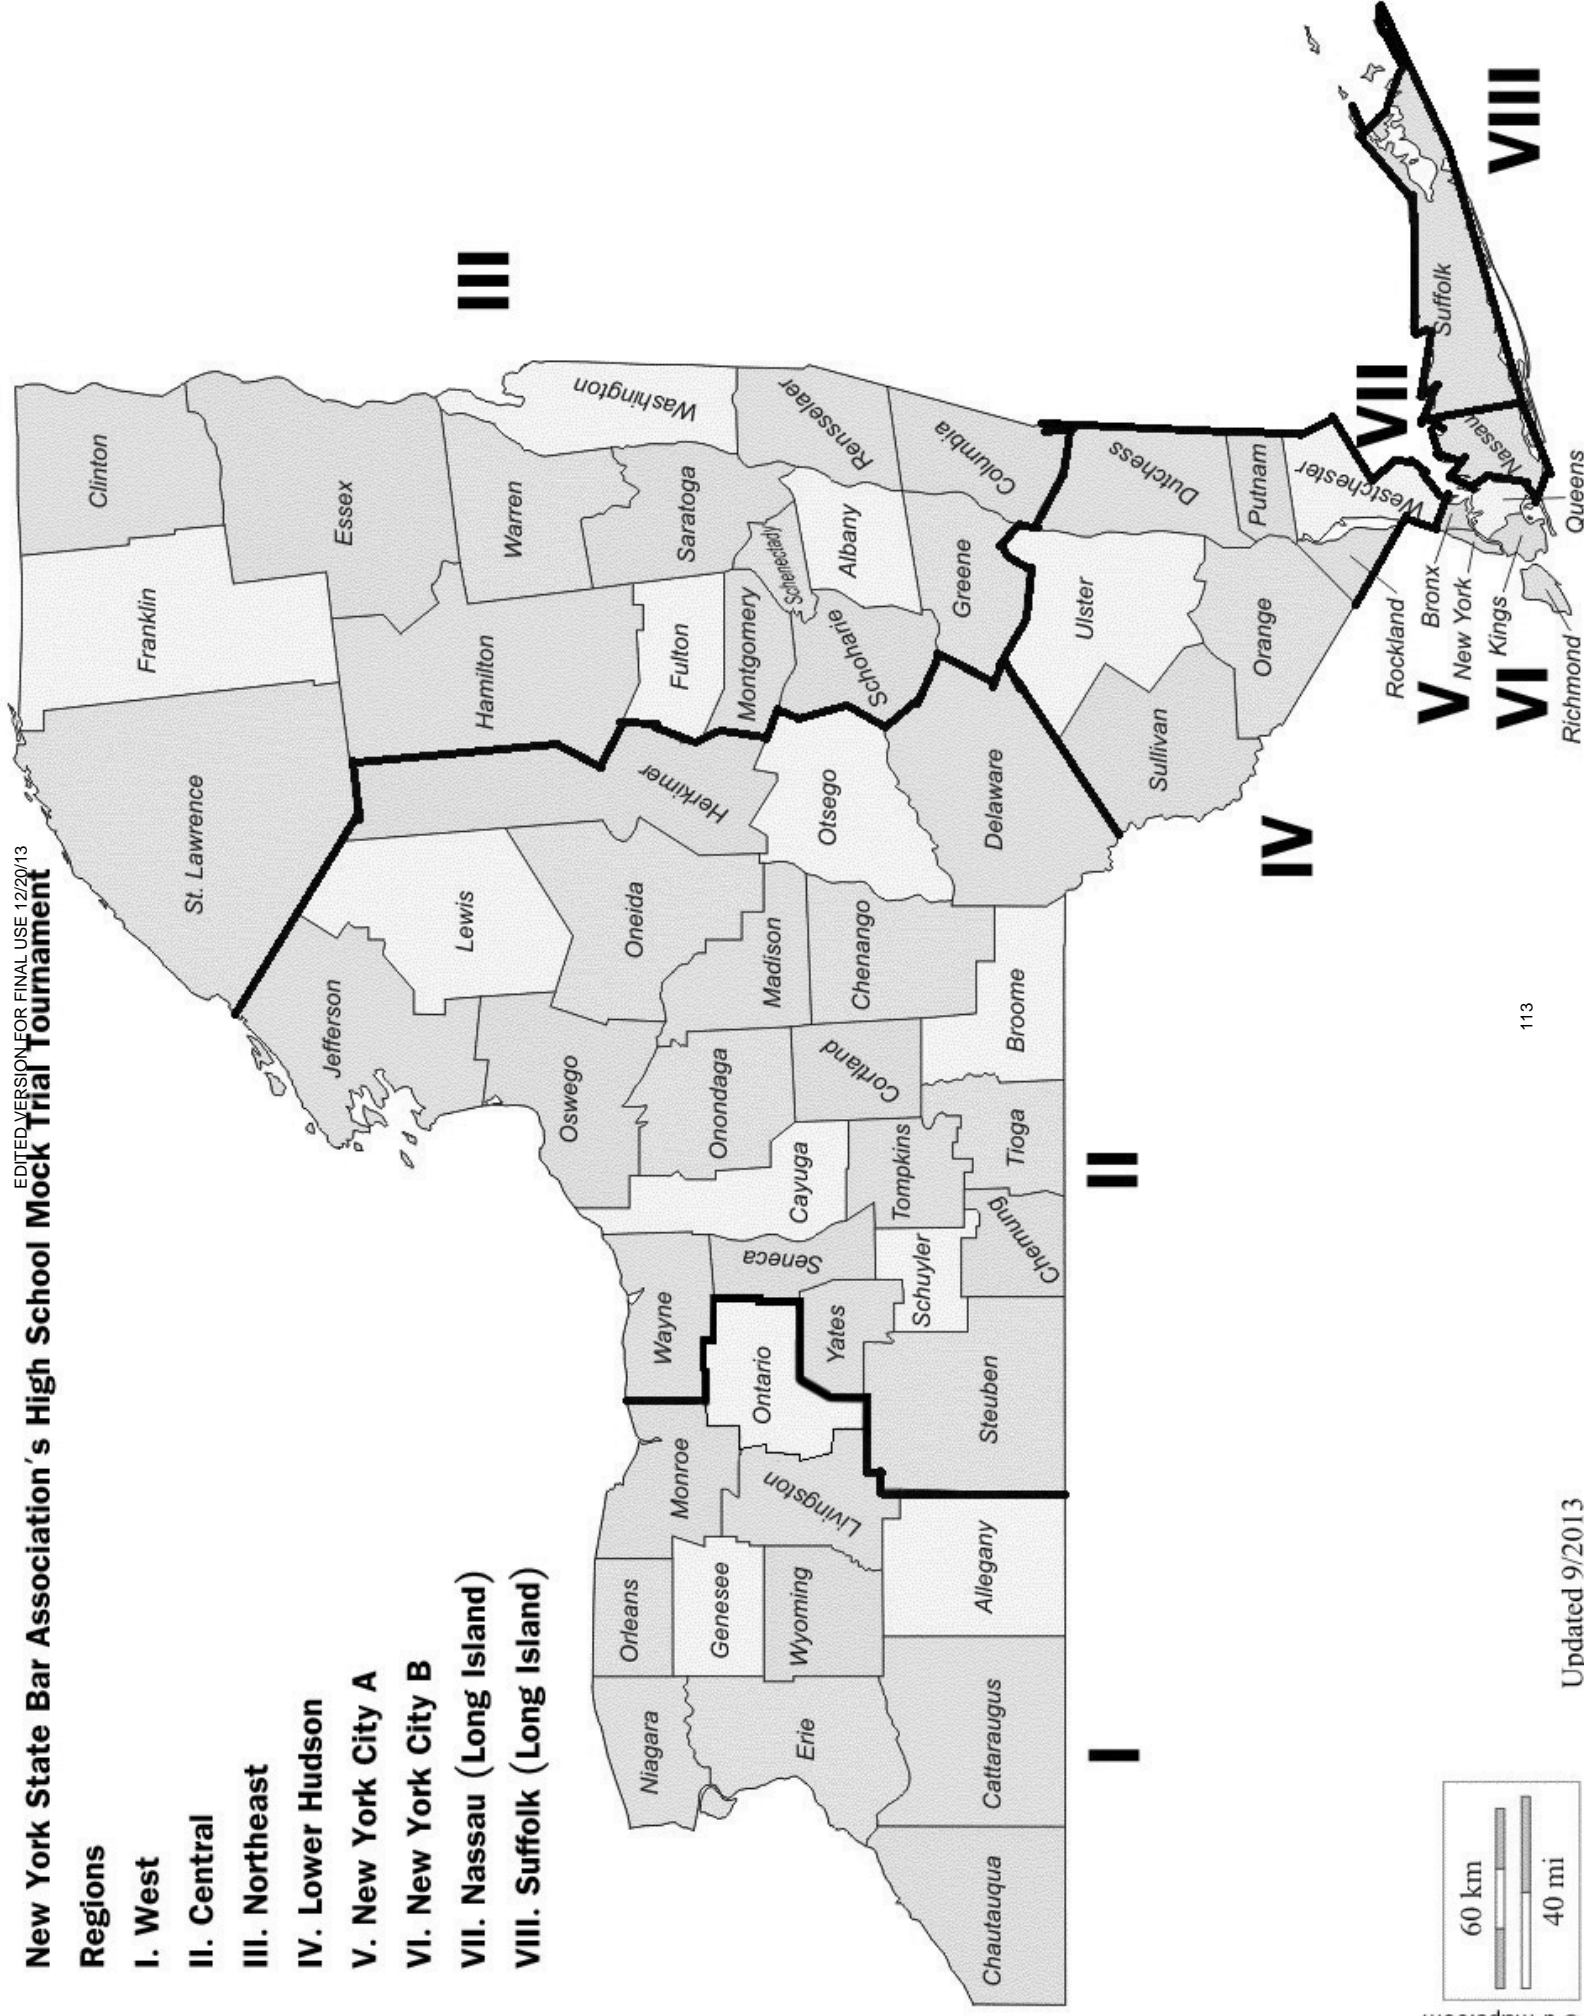 EDITED VERSION FOR FINAL USE 12/20/13
New York State Bar Association's High School Mock Trial Tournament
Regions
I. West
II. Central
III. Northeast
IV. Lower Hudson
V. New York City A
VI. New York City B
VII. Nassau (Long Island)
VIII. Suffolk (Long Island)
Clinton
Franklin
St. Lawrence
Essex
Jefferson
Lewis
Hamilton
Warren
Washington
III
Herkimer
Oneida
Oswego
Fulton
Saratoga
Montgomery
Schenectady
Rensselaer
Niagara
Orleans
Monroe
Wayne
Onondaga
Madison
Genesee
Ontario
Seneca
Cayuga
Otsego
Schoharie
Albany
Erie
Wyoming
Livingston
Yates
Cortland
Chenango
Columbia
Greene
Tompkins
Schuyler
Delaware
Chautauqua
Cattaraugus
Allegany
Steuben
Chemung
Tioga
Broome
I
II
Ulster
Dutchess
Sullivan
Orange
Putnam
IV
Westchester
Rockland
VII
Suffolk
Bronx
V
New York
Nassau
Kings
VI
VIII
Richmond
Queens
60 km
40 mi
113
Updated 9/2013